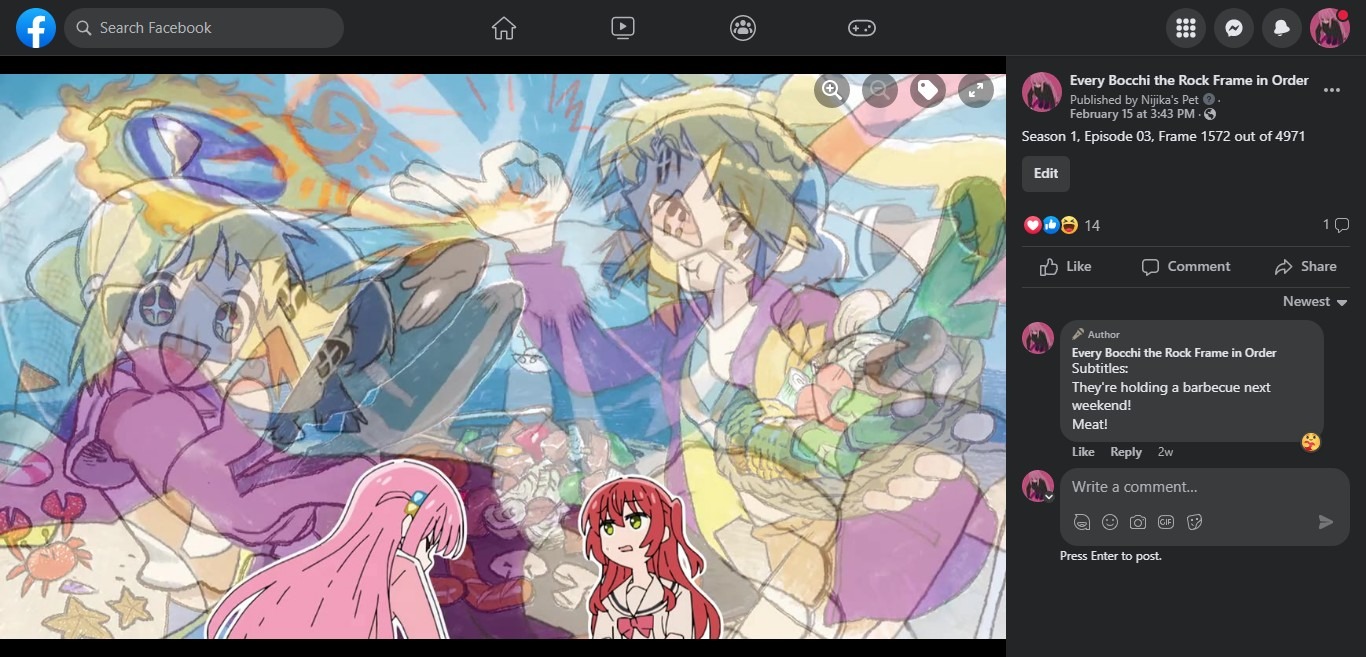 Search Facebook
Every Bocchi the Rock Frame in Order
Published by Nijika's Pet ·
February 15 at 3:43 PM ·
Season 1, Episode 03, Frame 1572 out of 4971
Edit
14
1
Like
Comment
Share
Newest
Author
Every Bocchi the Rock Frame in Order
Subtitles:
They're holding a barbecue next
weekend!
Meat!
Like Reply 2w
Write a comment...
GIF
Press Enter to post.